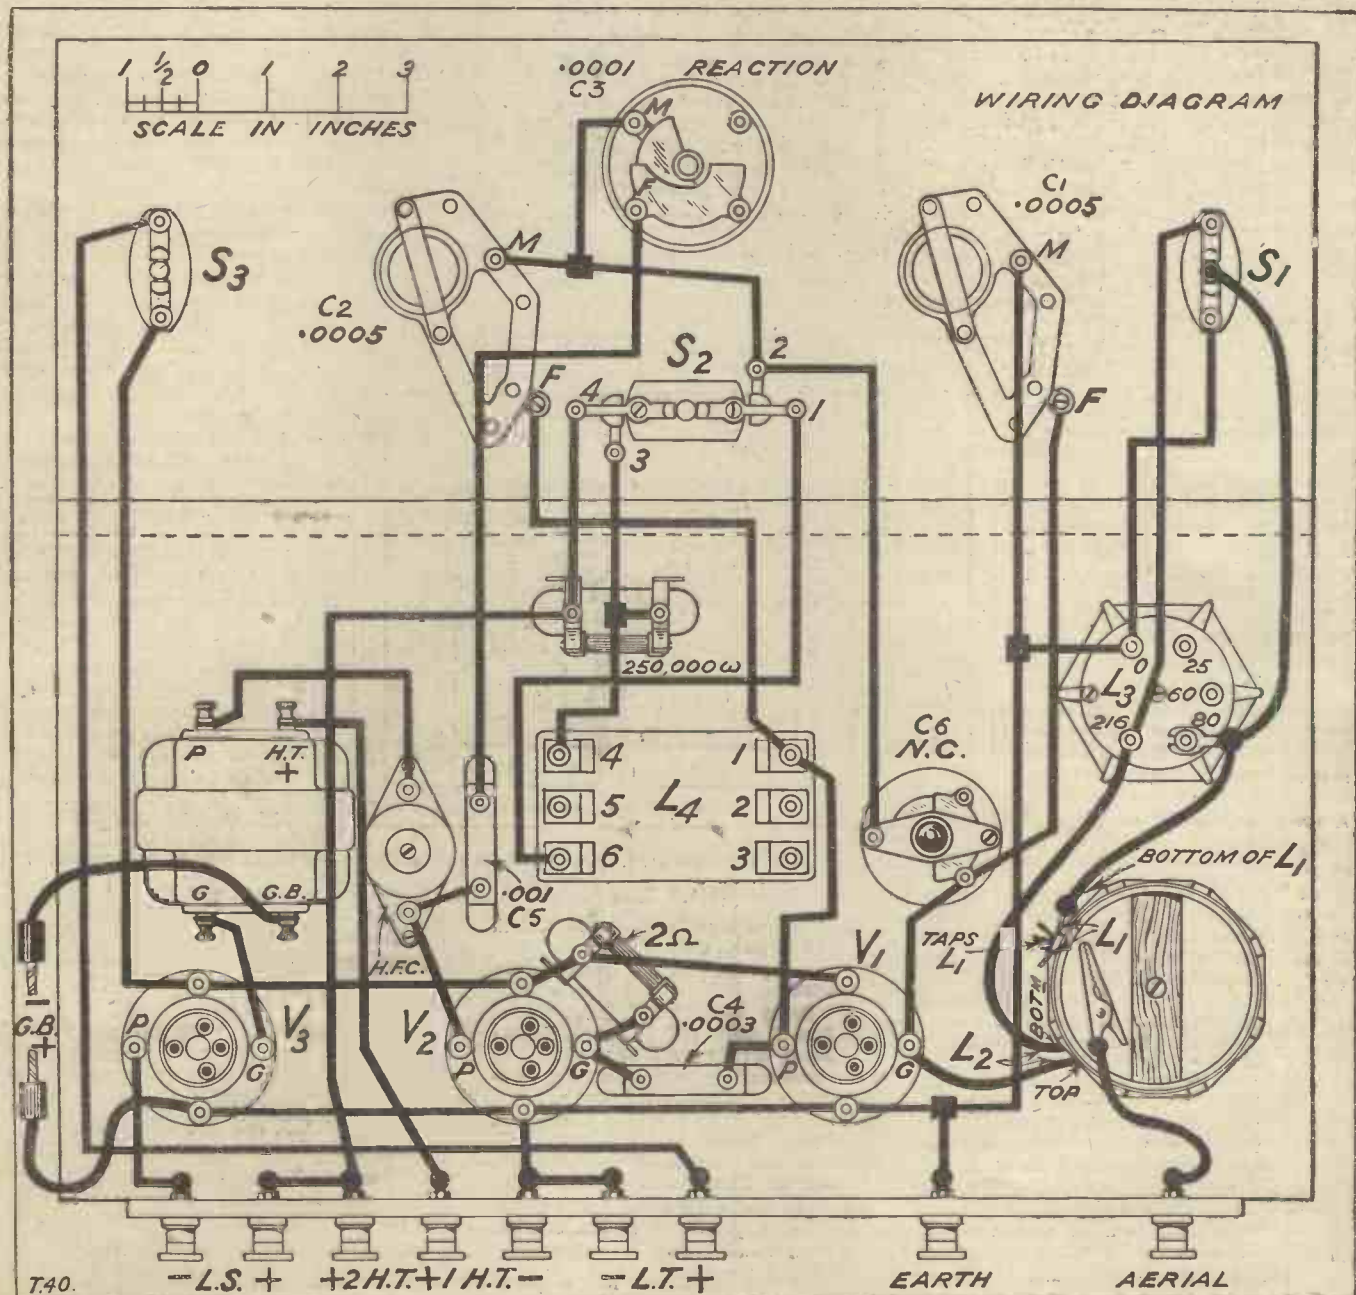 1 ½ 0 1 2 3
SCALE IN INCHES
.0001
C3
REACTION
WIRING DIAGRAM
M
F
C1
.0005
M
F
S1
S3
C2
.0005
M
F
S2
2
4
1
3
250,000ω
P H.T.
+
G G.B.
H.F.C.
.001
C5
4 1
5 L4 2
6 3
C6
N.C.
0 25
L3 60
216 80
BOTTOM OF L1
TAPS
L1
L1
BOTM
L2
TOP
2Ω
C4
.0003
V1
P G
V2
P G
V3
P G
-
G.B.
+
T.40.
- L.S. + +2 H.T. +1 H.T. - - L.T. + EARTH AERIAL